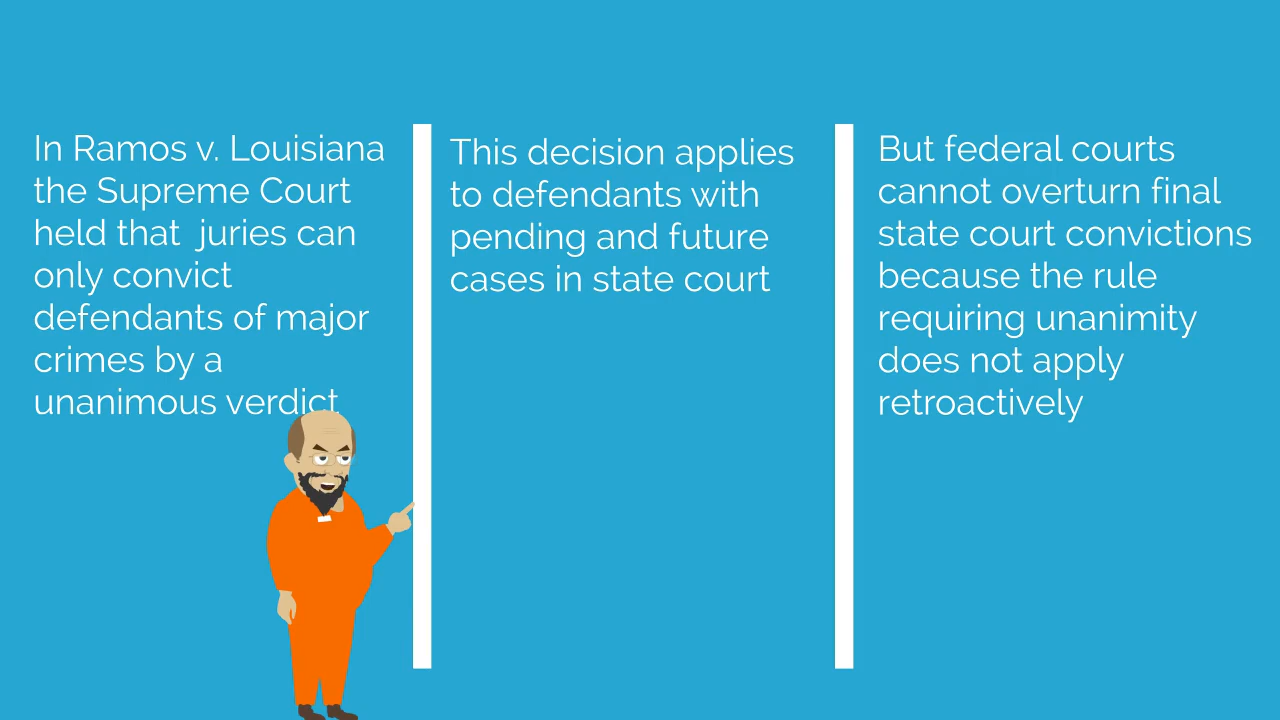 In Ramos v. Louisiana
the Supreme Court
held that  juries can
only convict
defendants of major
crimes by a
unanimous verdict
This decision applies
to defendants with
pending and future
cases in state court
But federal courts
cannot overturn final
state court convictions
because the rule
requiring unanimity
does not apply
retroactively